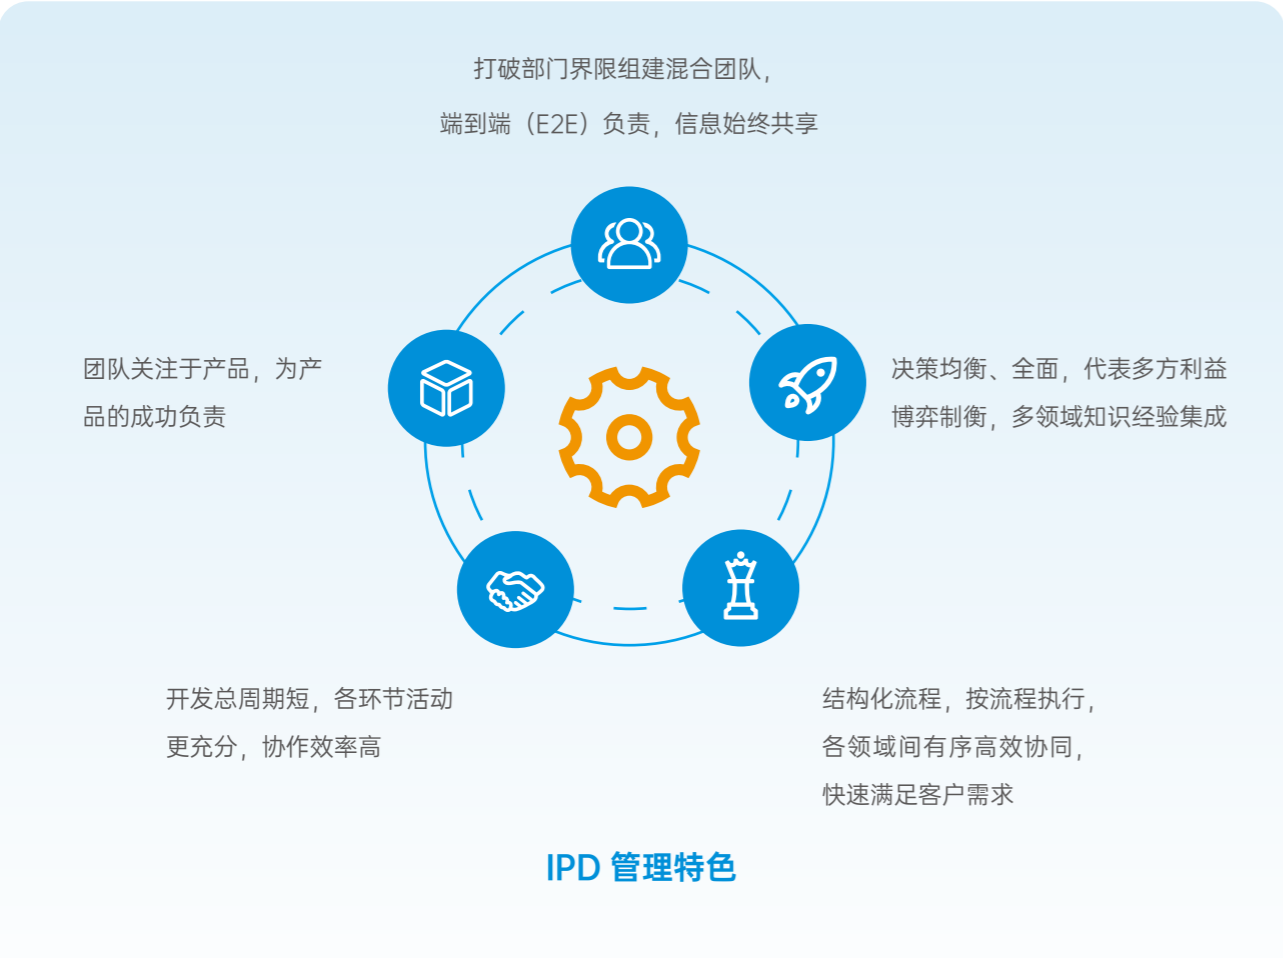 打破部门界限组建混合团队，
端到端（E2E）负责，信息始终共享
团队关注于产品，为产
品的成功负责
决策均衡、全面，代表多方利益
博弈制衡，多领域知识经验集成
开发总周期短，各环节活动
更充分，协作效率高
结构化流程，按流程执行，
各领域间有序高效协同，
快速满足客户需求
IPD 管理特色